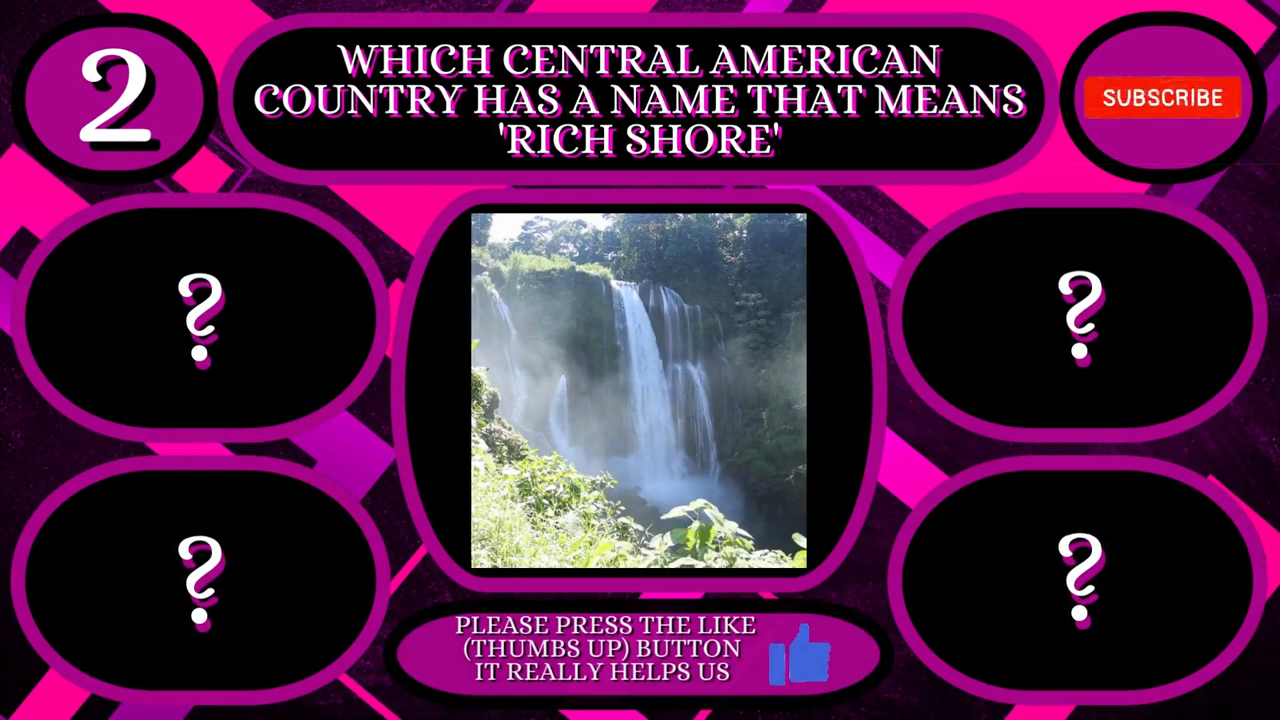 2
WHICH CENTRAL AMERICAN
COUNTRY HAS A NAME THAT MEANS
'RICH SHORE'
SUBSCRIBE
?
?
?
?
PLEASE PRESS THE LIKE
(THUMBS UP) BUTTON
IT REALLY HELPS US